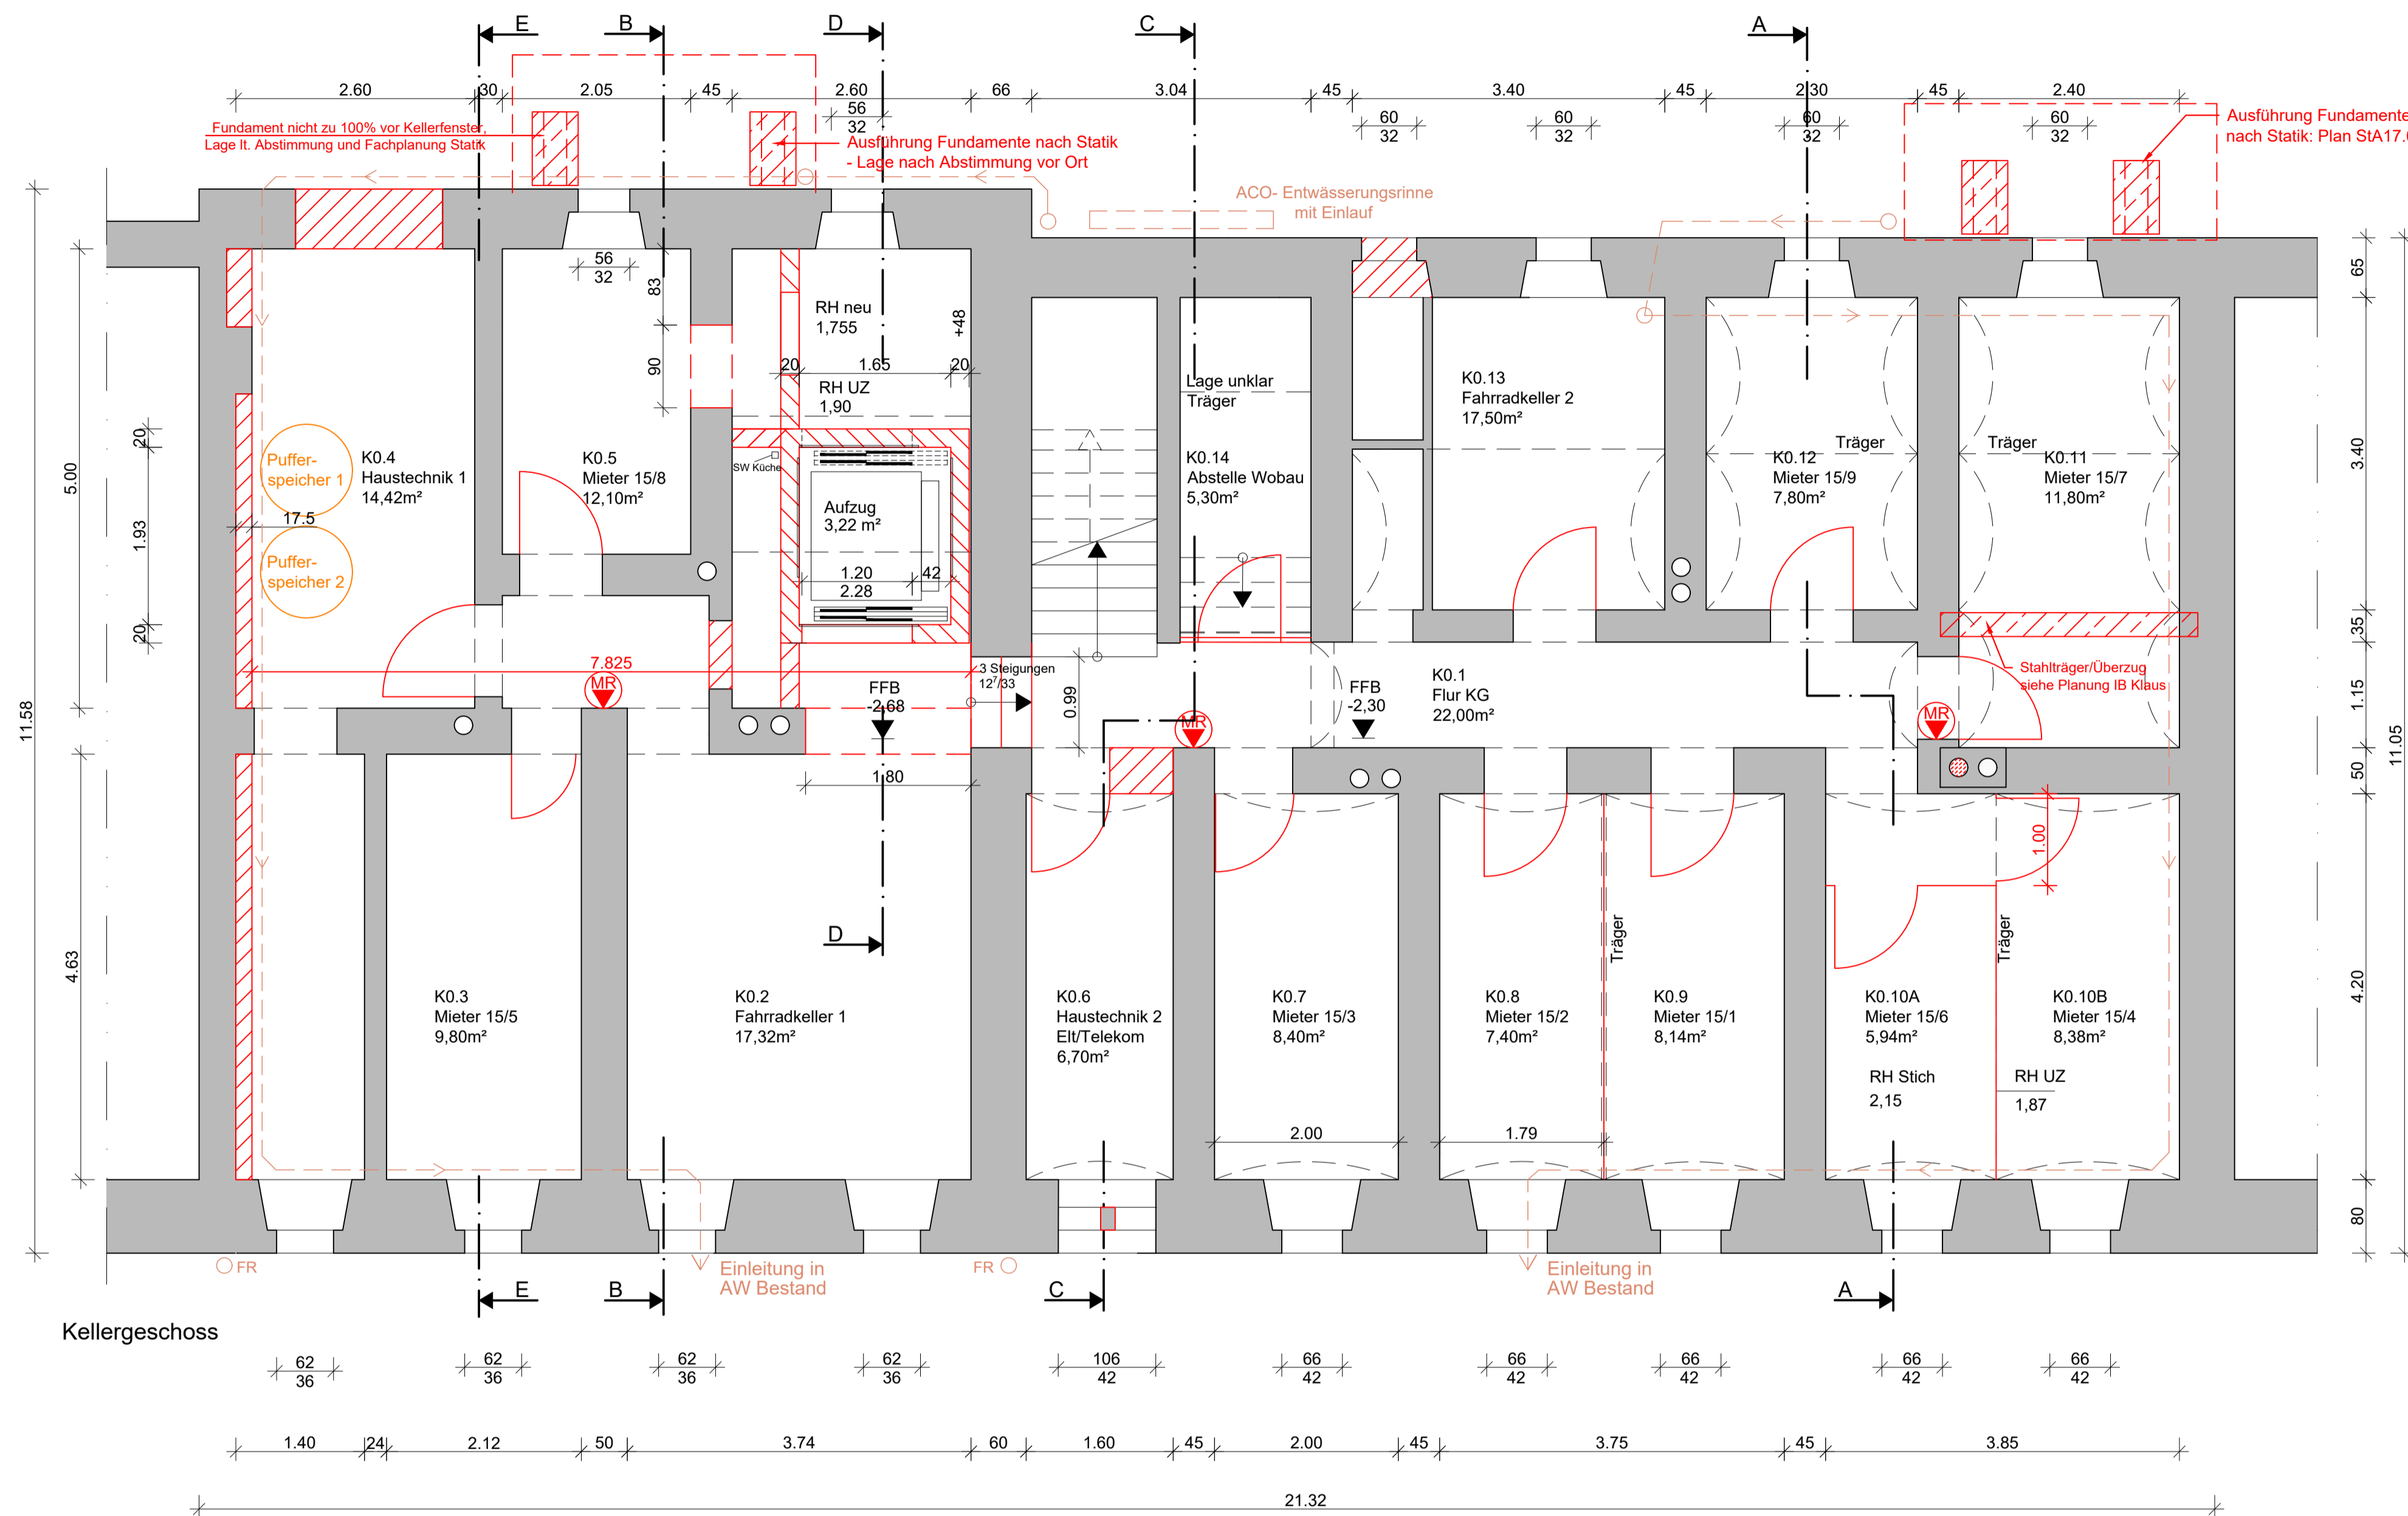 E
B
D
C
A
2.60
30
2.05
45
2.60
66
3.04
45
3.40
45
2.30
45
2.40
56
32
60
32
60
32
60
32
60
32
Fundament nicht zu 100% vor Kellerfenster,
Lage lt. Abstimmung und Fachplanung Statik
Ausführung Fundamente nach Statik
- Lage nach Abstimmung vor Ort
Ausführung Fundamente
nach Statik: Plan StA17.
ACO- Entwässerungsrinne
mit Einlauf
56
32
83
90
RH neu
1,755
+48
20
1.65
20
RH UZ
1,90
65
3.40
35
1.15
50
4.20
80
11.05
11.58
5.00
4.63
20
1.93
20
Puffer-
speicher 1
Puffer-
speicher 2
17.5
K0.4
Haustechnik 1
14,42m²
K0.5
Mieter 15/8
12,10m²
SW Küche
Aufzug
3,22 m²
1.20
42
2.28
Lage unklar
Träger
K0.14
Abstelle Wobau
5,30m²
K0.13
Fahrradkeller 2
17,50m²
Träger
K0.12
Mieter 15/9
7,80m²
Träger
K0.11
Mieter 15/7
11,80m²
Stahlträger/Überzug
siehe Planung IB Klaus
7.825
MR
3 Steigungen
12⁷/33
FFB
-2,68
0.99
MR
FFB
-2,30
K0.1
Flur KG
22,00m²
MR
1.80
1.00
D
Träger
Träger
K0.3
Mieter 15/5
9,80m²
K0.2
Fahrradkeller 1
17,32m²
K0.6
Haustechnik 2
Elt/Telekom
6,70m²
K0.7
Mieter 15/3
8,40m²
K0.8
Mieter 15/2
7,40m²
K0.9
Mieter 15/1
8,14m²
K0.10A
Mieter 15/6
5,94m²
K0.10B
Mieter 15/4
8,38m²
RH Stich
2,15
RH UZ
1,87
2.00
1.79
FR
Einleitung in
AW Bestand
FR
Einleitung in
AW Bestand
E
B
C
A
Kellergeschoss
62
36
62
36
62
36
62
36
106
42
66
42
66
42
66
42
66
42
66
42
1.40
24
2.12
50
3.74
60
1.60
45
2.00
45
3.75
45
3.85
21.32